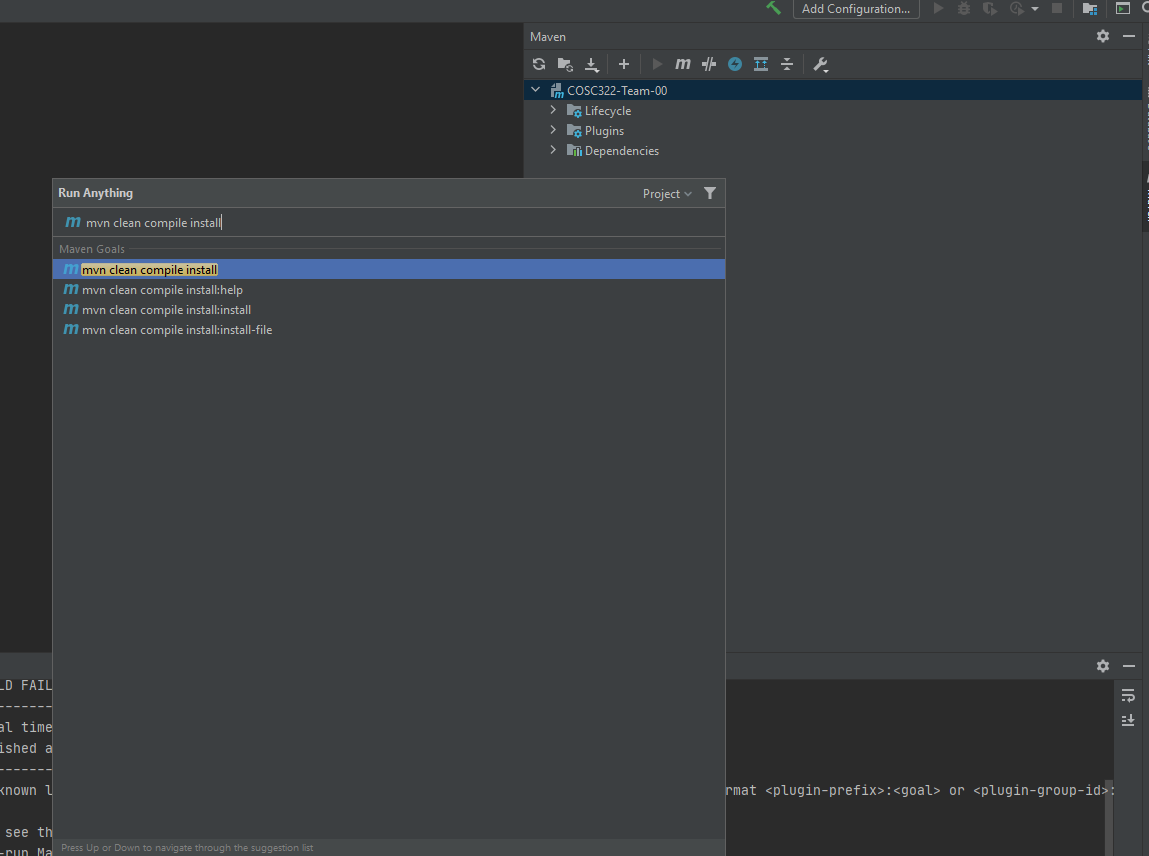 Add Configuration...
Maven
COSC322-Team-00
Lifecycle
Plugins
Dependencies
Run Anything
Project
mvn clean compile install
Maven Goals
mvn clean compile install
mvn clean compile install:help
mvn clean compile install:install
mvn clean compile install:install-file
LD FAIL
--------
al time
ished a
--------
known l
rmat <plugin-prefix>:<goal> or <plugin-group-id>:
see th
-run Ma
Press Up or Down to navigate through the suggestion list